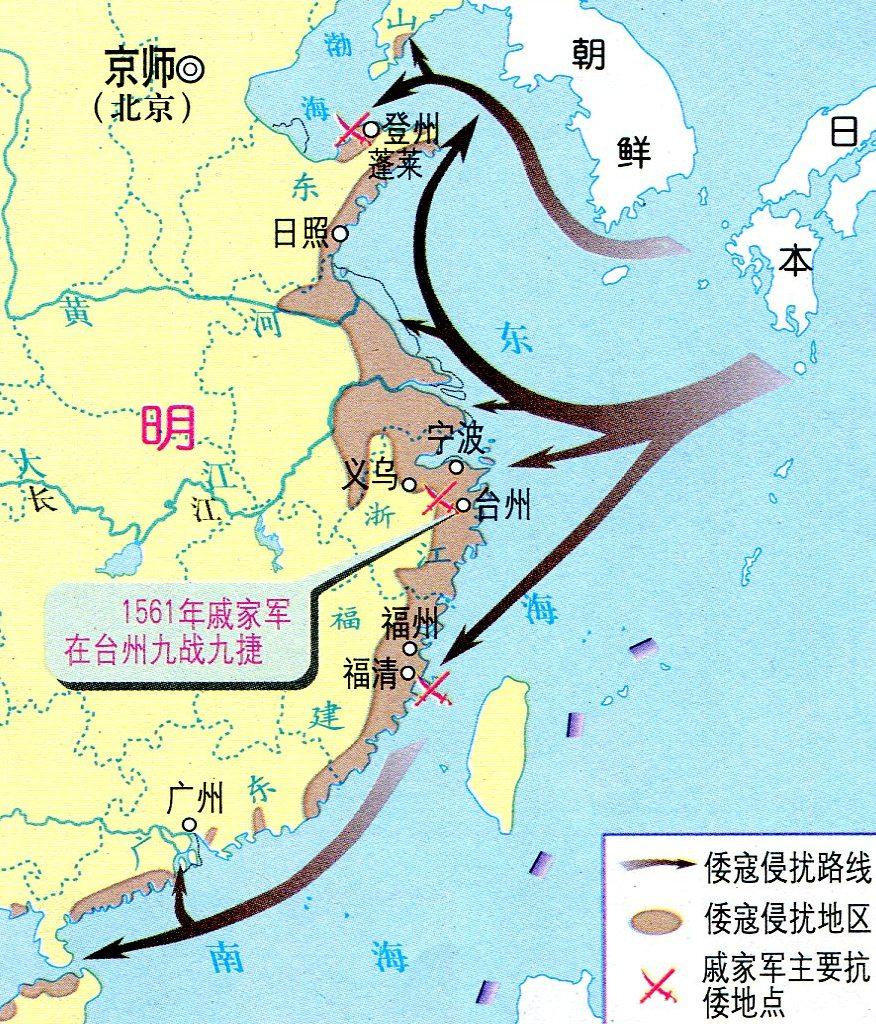 京师
（北京）
渤
海
山
东
登州
蓬莱
日照
朝
鲜
日
本
黄
河
东
海
明
大
江
长
江
宁波
义乌
台州
浙
江
1561年戚家军
在台州九战九捷
福
建
福州
福清
广州
广
东
南
海
倭寇侵扰路线
倭寇侵扰地区
戚家军主要抗
倭地点